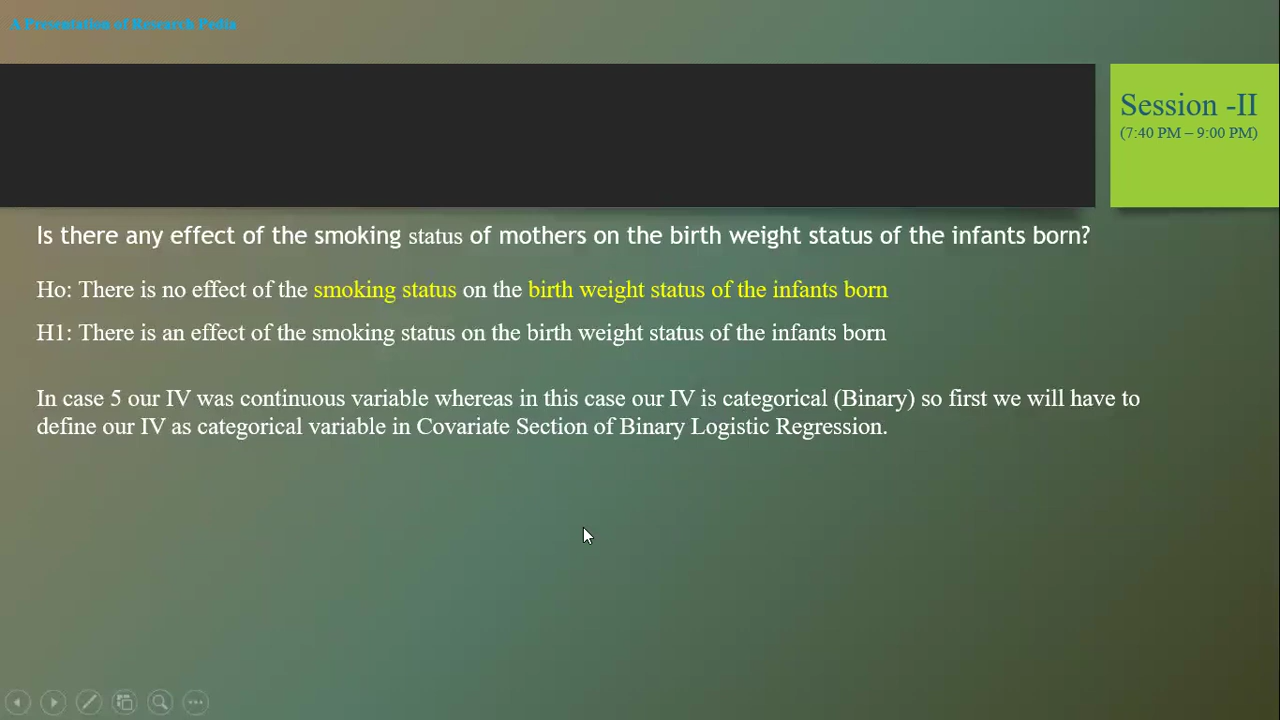 A Presentation of Research Pedia
Session -II
(7:40 PM – 9:00 PM)
Is there any effect of the smoking status of mothers on the birth weight status of the infants born?
Ho: There is no effect of the smoking status on the birth weight status of the infants born
H1: There is an effect of the smoking status on the birth weight status of the infants born
In case 5 our IV was continuous variable whereas in this case our IV is categorical (Binary) so first we will have to
define our IV as categorical variable in Covariate Section of Binary Logistic Regression.